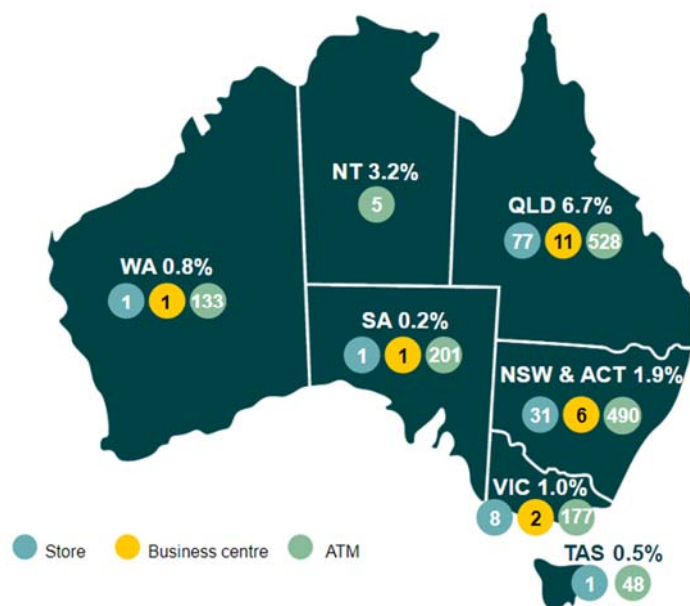 NT 3.2%
5
QLD 6.7%
77 11 528
WA 0.8%
1 1 133
SA 0.2%
1 1 201
NSW & ACT 1.9%
31 6 490
VIC 1.0%
8 2 177
Store Business centre ATM
TAS 0.5%
1 48